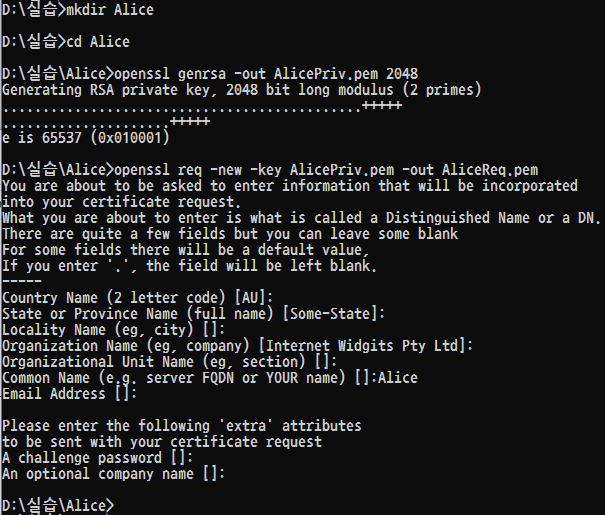 D:\실습>mkdir Alice
D:\실습>cd Alice
D:\실습\Alice>openssl genrsa -out AlicePriv.pem 2048
Generating RSA private key, 2048 bit long modulus (2 primes)
................................................+++++
......................+++++
e is 65537 (0x010001)
D:\실습\Alice>openssl req -new -key AlicePriv.pem -out AliceReq.pem
You are about to be asked to enter information that will be incorporated
into your certificate request.
What you are about to enter is what is called a Distinguished Name or a DN.
There are quite a few fields but you can leave some blank
For some fields there will be a default value,
If you enter '.', the field will be left blank.
-----
Country Name (2 letter code) [AU]:
State or Province Name (full name) [Some-State]:
Locality Name (eg, city) []:
Organization Name (eg, company) [Internet Widgits Pty Ltd]:
Organizational Unit Name (eg, section) []:
Common Name (e.g. server FQDN or YOUR name) []:Alice
Email Address []:
Please enter the following 'extra' attributes
to be sent with your certificate request
A challenge password []:
An optional company name []:
D:\실습\Alice>